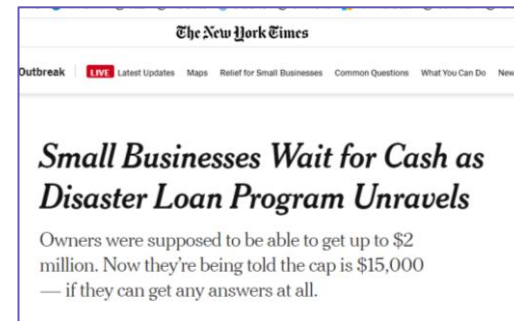 The New York Times
Outbreak LIVE Latest Updates Maps Relief for Small Businesses Common Questions What You Can Do New
Small Businesses Wait for Cash as
Disaster Loan Program Unravels
Owners were supposed to be able to get up to $2
million. Now they're being told the cap is $15,000
— if they can get any answers at all.